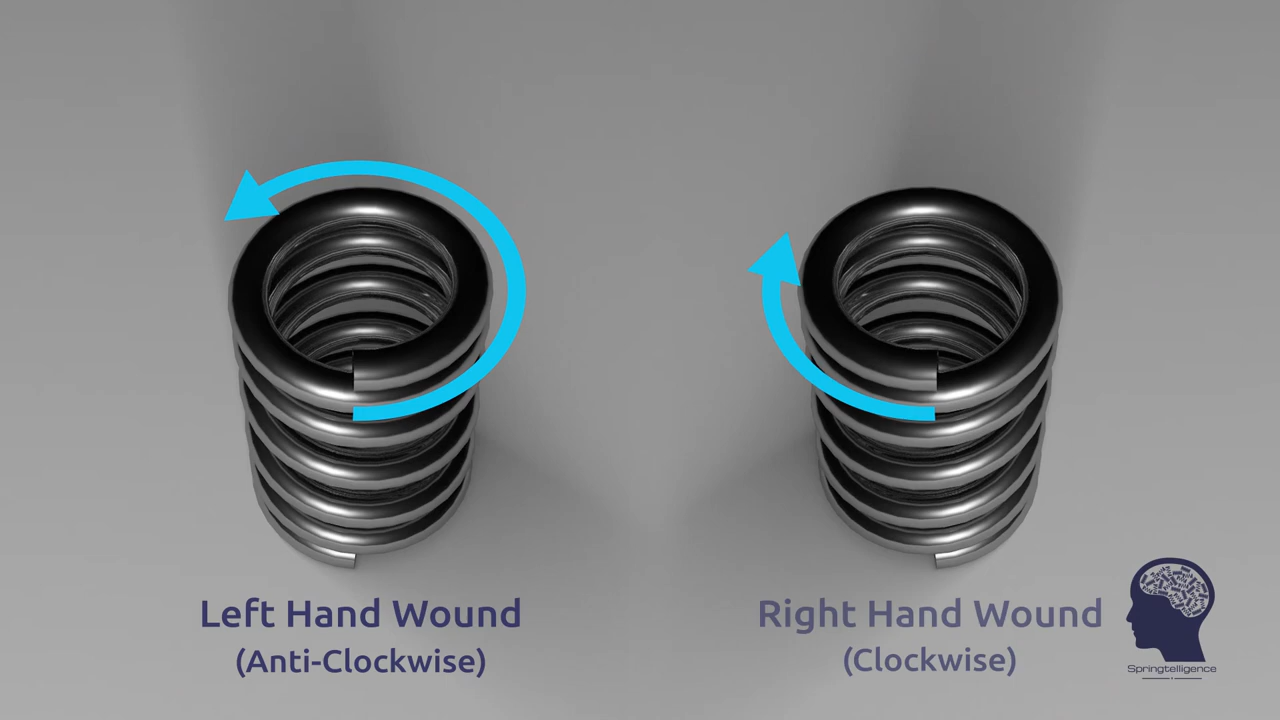 Left Hand Wound
(Anti-Clockwise)
Right Hand Wound
(Clockwise)
Springtelligence